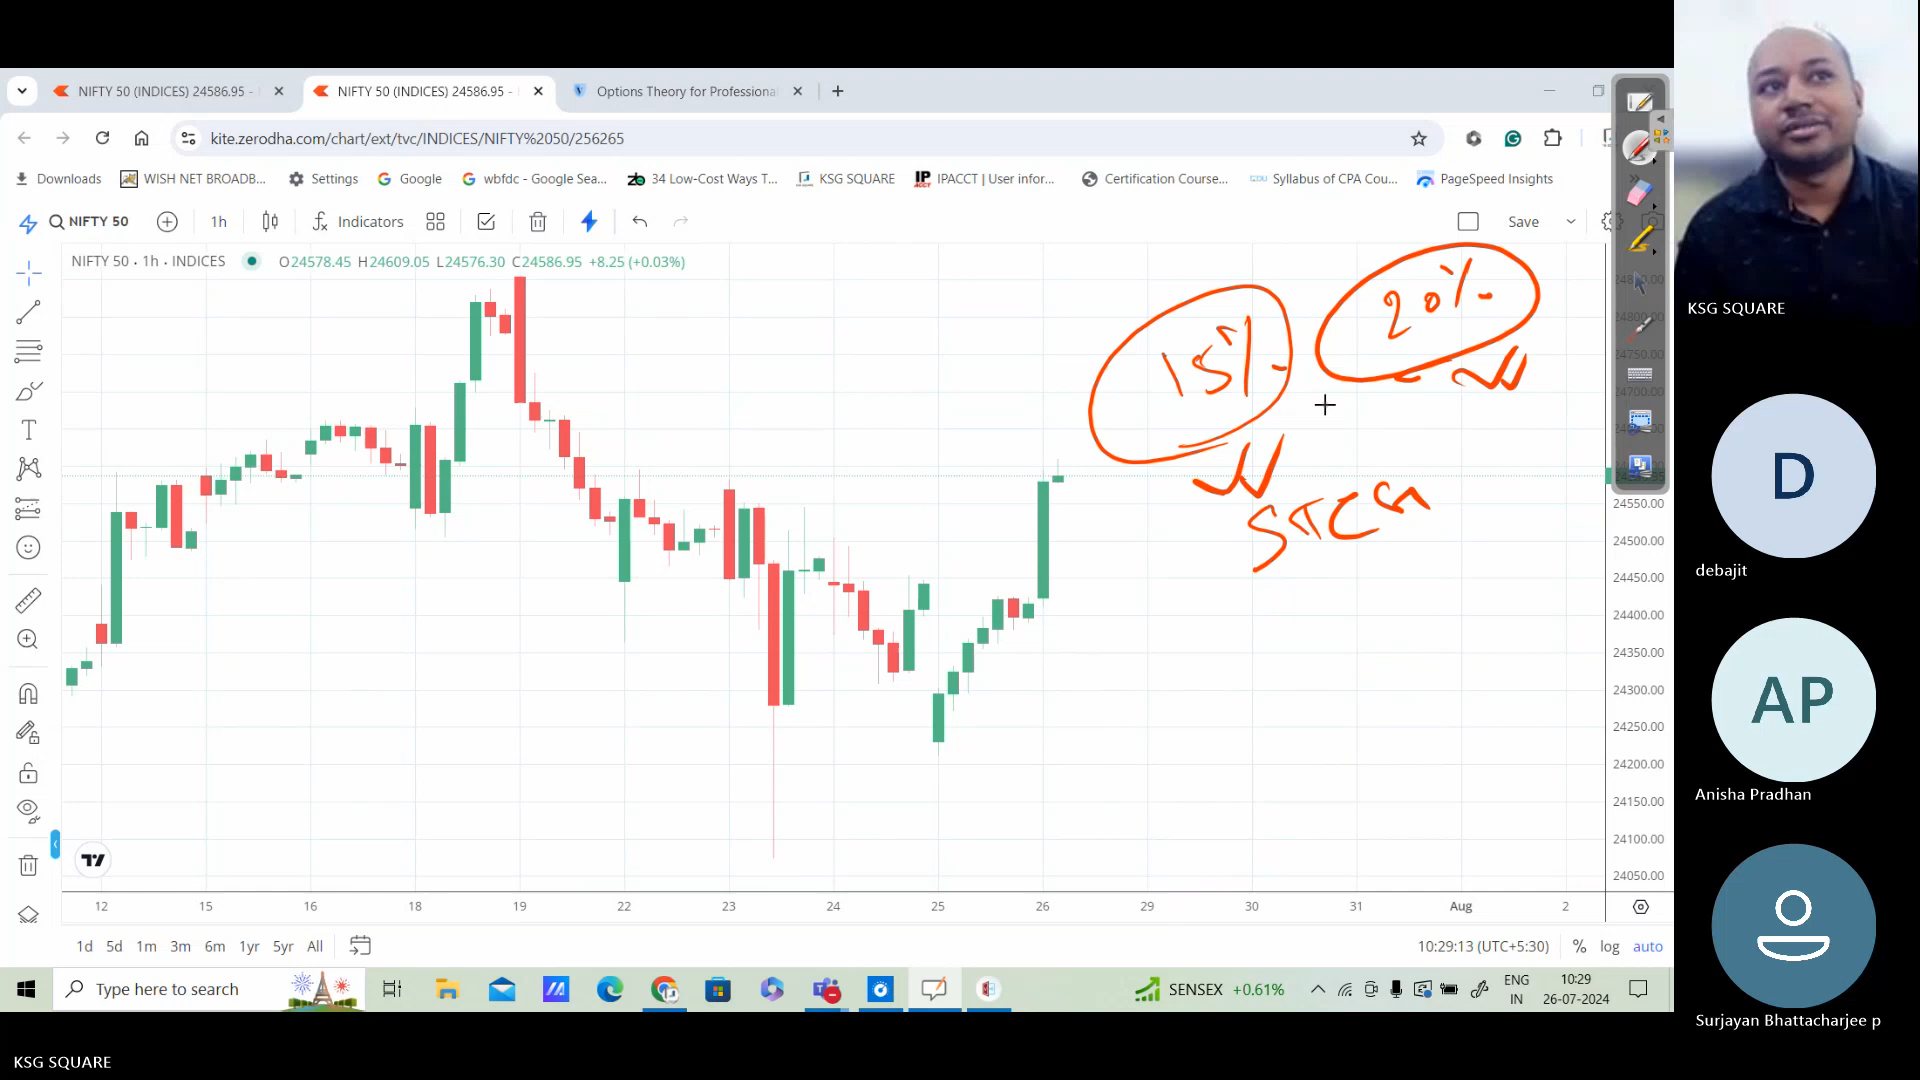 NIFTY 50 (INDICES) 24586.95 -
NIFTY 50 (INDICES) 24586.95 -
Options Theory for Professiona
kite.zerodha.com/chart/ext/tvc/INDICES/NIFTY%2050/256265
Downloads
WISH NET BROADB...
Settings
Google
wbfdc - Google Sea...
34 Low-Cost Ways T...
KSG SQUARE
IPACCT | User infor...
Certification Course...
Syllabus of CPA Cou...
PageSpeed Insights
NIFTY 50
1h
Indicators
Save
NIFTY 50 · 1h · INDICES
O24578.45 H24609.05 L24576.30 C24586.95 +8.25 (+0.03%)
15%
20%
STCG
24550.00
24500.00
24450.00
24400.00
24350.00
24300.00
24250.00
24200.00
24150.00
24100.00
24050.00
12 15 16 18 19 22 23 24 25 26 29 30 31 Aug 2
1d 5d 1m 3m 6m 1yr 5yr All
10:29:13 (UTC+5:30) % log auto
Type here to search
SENSEX +0.61%
ENG
IN
10:29
26-07-2024
KSG SQUARE
D
debajit
AP
Anisha Pradhan
Surjayan Bhattacharjee p
KSG SQUARE